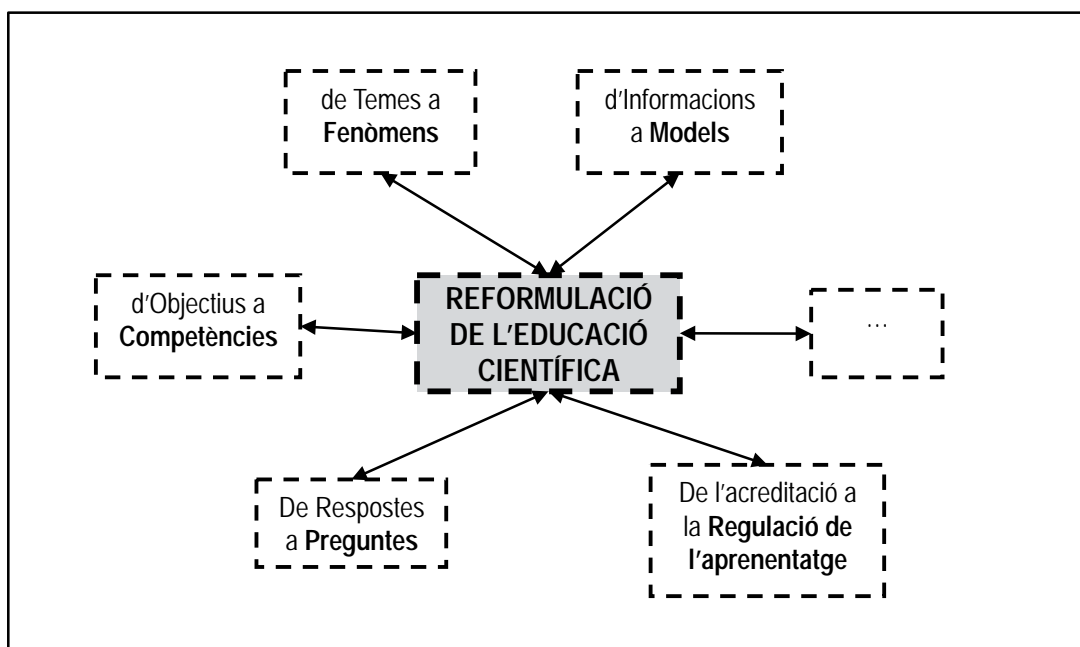 de Temes a
Fenòmens
d'Informacions
a Models
d'Objectius a
Competències
REFORMULACIÓ
DE L'EDUCACIÓ
CIENTÍFICA
...
De Respostes
a Preguntes
De l'acreditació a
la Regulació de
l'aprenentatge